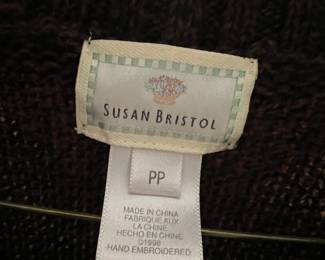 SUSAN BRISTOL
PP
MADE IN CHINA
FABRIQUE AUX
LA CHINE
HECHO EN CHINE
©1998
HAND EMBROIDERED